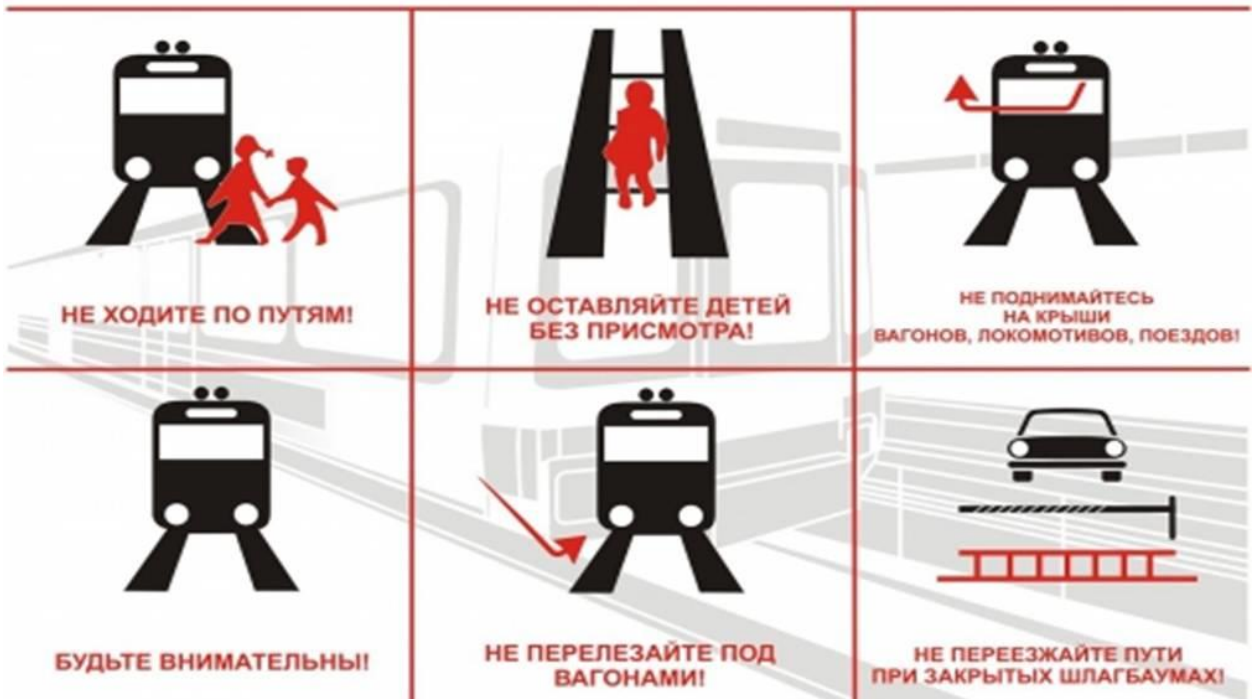 НЕ ХОДИТЕ ПО ПУТЯМ!
НЕ ОСТАВЛЯЙТЕ ДЕТЕЙ
БЕЗ ПРИСМОТРА!
НЕ ПОДНИМАЙТЕСЬ
НА КРЫШИ
ВАГОНОВ, ЛОКОМОТИВОВ, ПОЕЗДОВ!
БУДЬТЕ ВНИМАТЕЛЬНЫ!
НЕ ПЕРЕЛЕЗАЙТЕ ПОД
ВАГОНАМИ!
НЕ ПЕРЕЕЗЖАЙТЕ ПУТИ
ПРИ ЗАКРЫТЫХ ШЛАГБАУМАХ!